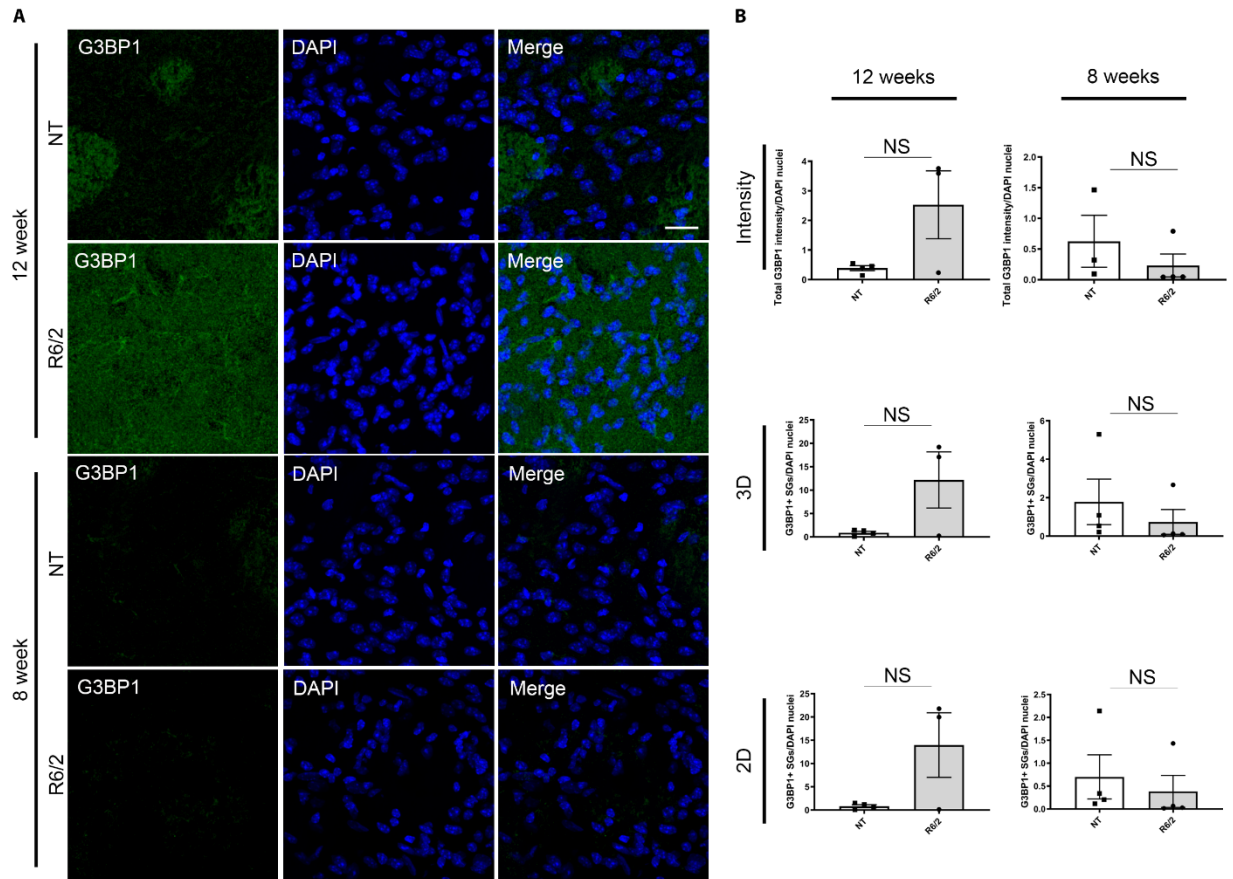 A
12 week
NT
G3BP1
DAPI
Merge
R6/2
G3BP1
DAPI
Merge
8 week
NT
G3BP1
DAPI
Merge
R6/2
G3BP1
DAPI
Merge
B
12 weeks
8 weeks
Intensity
Total G3BP1 intensity/DAPI nuclei
4
3
2
1
0
NS
NT
R6/2
Total G3BP1 intensity/DAPI nuclei
2.0
1.5
1.0
0.5
0.0
NS
NT
R6/2
3D
G3BP1+ SGs/DAPI nuclei
25
20
15
10
5
0
NS
NT
R6/2
G3BP1+ SGs/DAPI nuclei
6
4
2
0
NS
NT
R6/2
2D
G3BP1+ SGs/DAPI nuclei
25
20
15
10
5
0
NS
NT
R6/2
G3BP1+ SGs/DAPI nuclei
2.5
2.0
1.5
1.0
0.5
0.0
NS
NT
R6/2